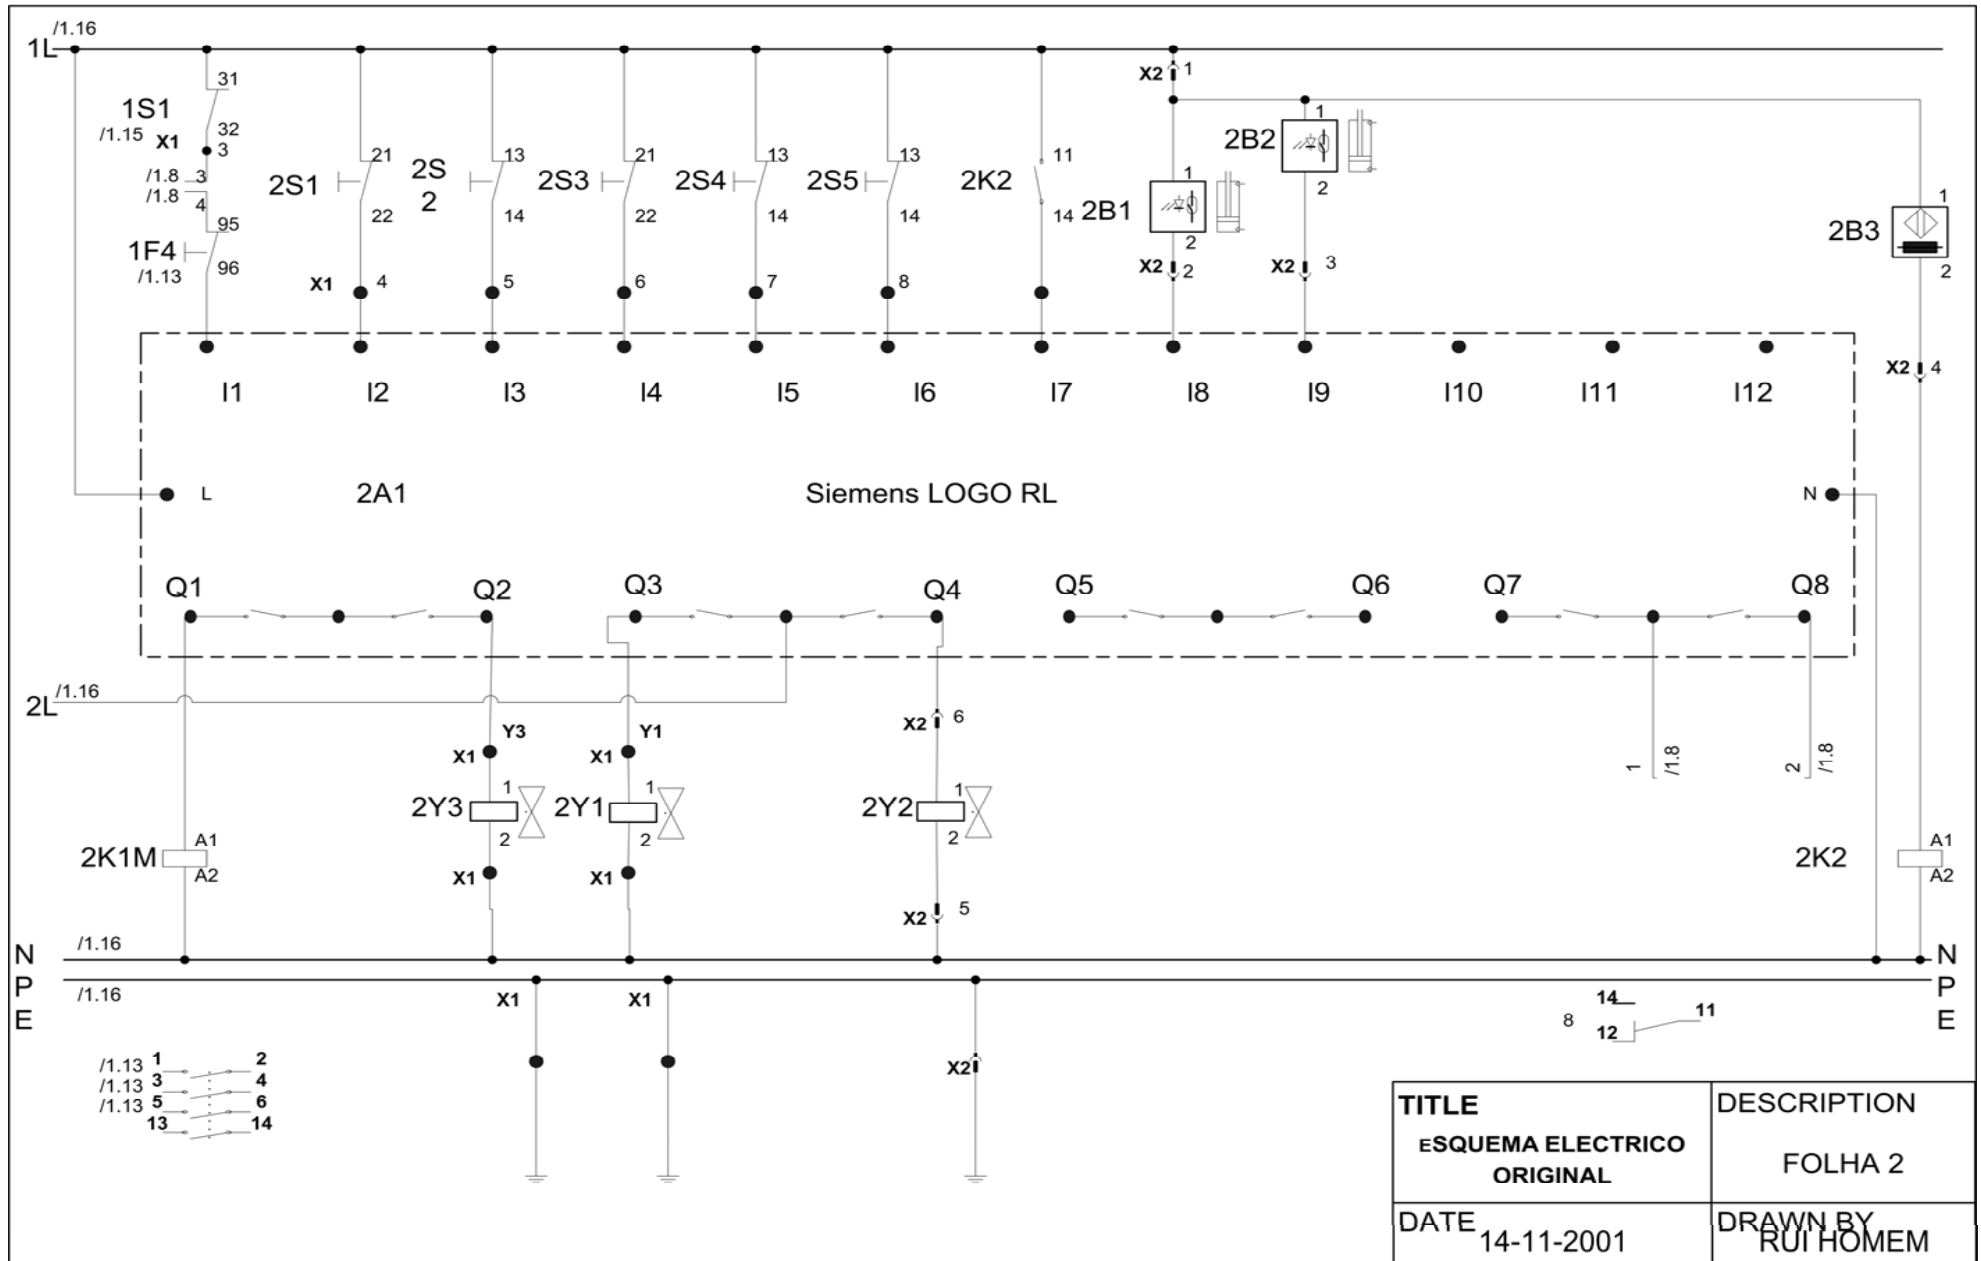 /1.16
1L
31
1S1
/1.15
32
X1
3
/1.8
3
/1.8
4
95
1F4
/1.13
96
2S1
21
22
X1
4
2S
2
13
14
5
2S3
21
22
6
2S4
13
14
7
2S5
13
14
8
2K2
11
14
X2
1
2B1
1
2
X2
2
2B2
1
2
X2
3
2B3
1
2
X2
4
I1
I2
I3
I4
I5
I6
I7
I8
I9
I10
I11
I12
L
2A1
Siemens LOGO RL
N
Q1
Q2
Q3
Q4
Q5
Q6
Q7
Q8
/1.16
2L
Y3
X1
1
2Y3
2
X1
Y1
X1
1
2Y1
2
X1
X2
6
1
2Y2
2
X2
5
1
/1.8
2
/1.8
2K1M
A1
A2
2K2
A1
A2
N
/1.16
N
P
E
/1.16
P
E
X1
X1
X2
14
8
12
11
/1.13 1 2
/1.13 3 4
/1.13 5 6
13 14
TITLE
ESQUEMA ELECTRICO
ORIGINAL
DESCRIPTION
FOLHA 2
DATE
14-11-2001
DRAWN BY
RUI HOMEM